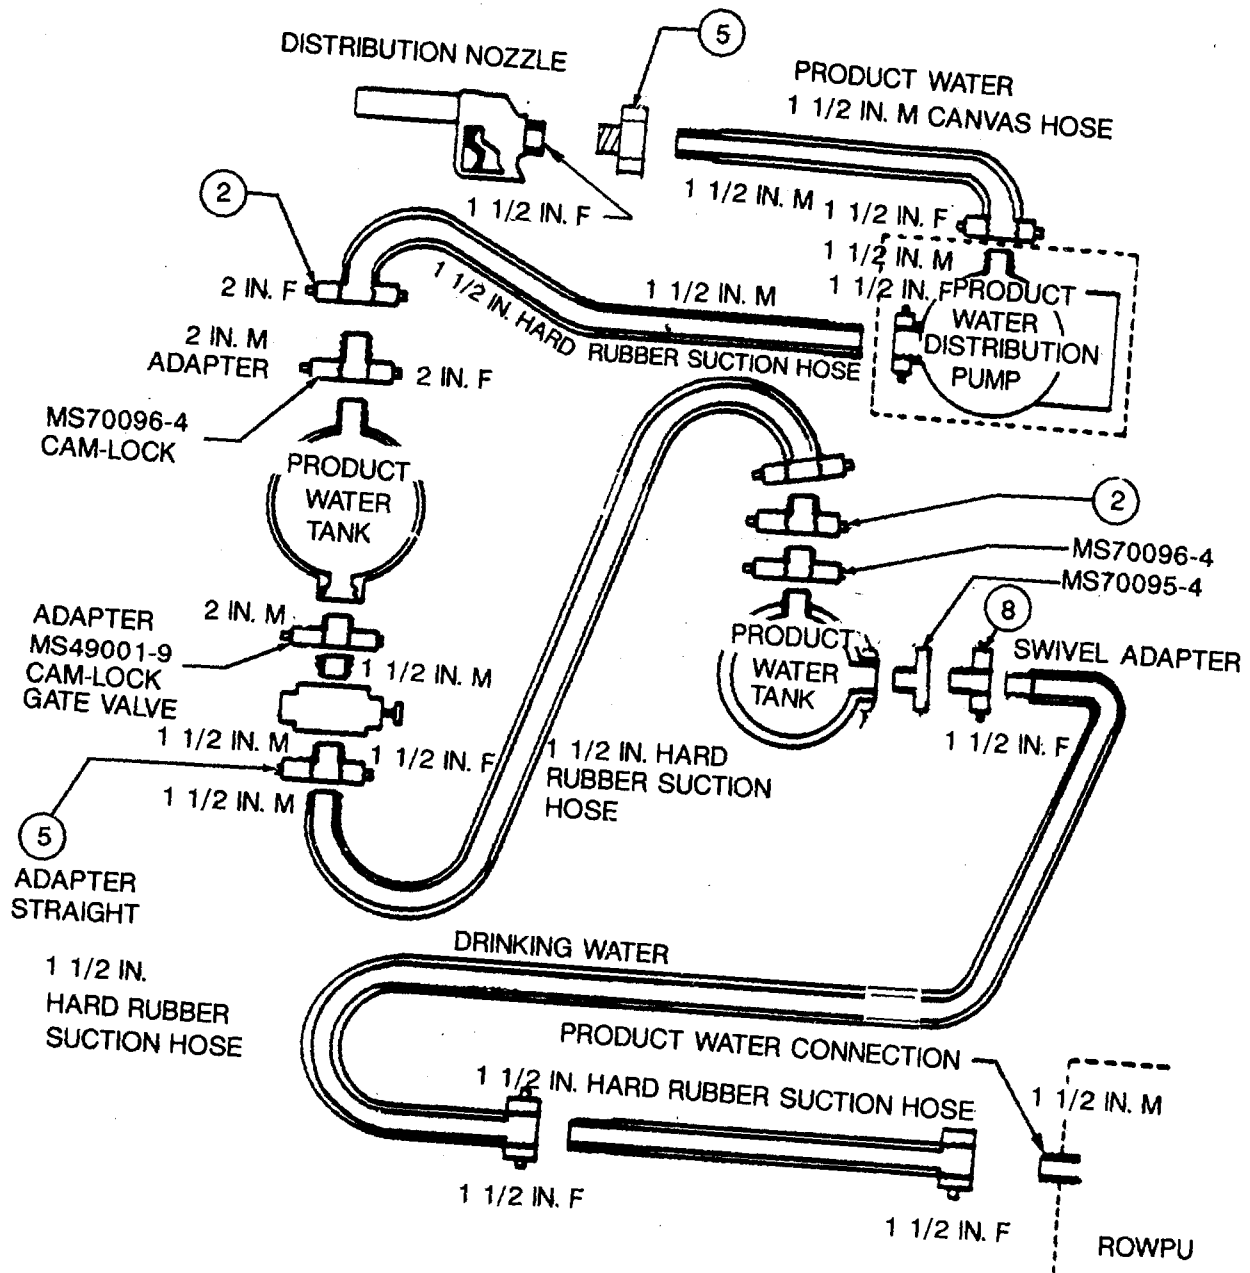 5
DISTRIBUTION NOZZLE
PRODUCT WATER
1 1/2 IN. M CANVAS HOSE
2
1 1/2 IN. F
1 1/2 IN. M
1 1/2 IN. F
1 1/2 IN. M
1 1/2 IN. F
2 IN. F
1 1/2 IN. HARD RUBBER SUCTION HOSE
1 1/2 IN. M
PRODUCT
WATER
DISTRIBUTION
PUMP
2 IN. M
ADAPTER
2 IN. F
MS70096-4
CAM-LOCK
PRODUCT
WATER
TANK
2
MS70096-4
MS70095-4
8
SWIVEL ADAPTER
PRODUCT
WATER
TANK
1 1/2 IN. F
ADAPTER
MS49001-9
CAM-LOCK
GATE VALVE
2 IN. M
1 1/2 IN. M
1 1/2 IN. M
1 1/2 IN. F
1 1/2 IN. M
1 1/2 IN. HARD
RUBBER SUCTION
HOSE
5
ADAPTER
STRAIGHT
1 1/2 IN.
HARD RUBBER
SUCTION HOSE
DRINKING WATER
PRODUCT WATER CONNECTION
1 1/2 IN. HARD RUBBER SUCTION HOSE
1 1/2 IN. M
1 1/2 IN. F
1 1/2 IN. F
ROWPU